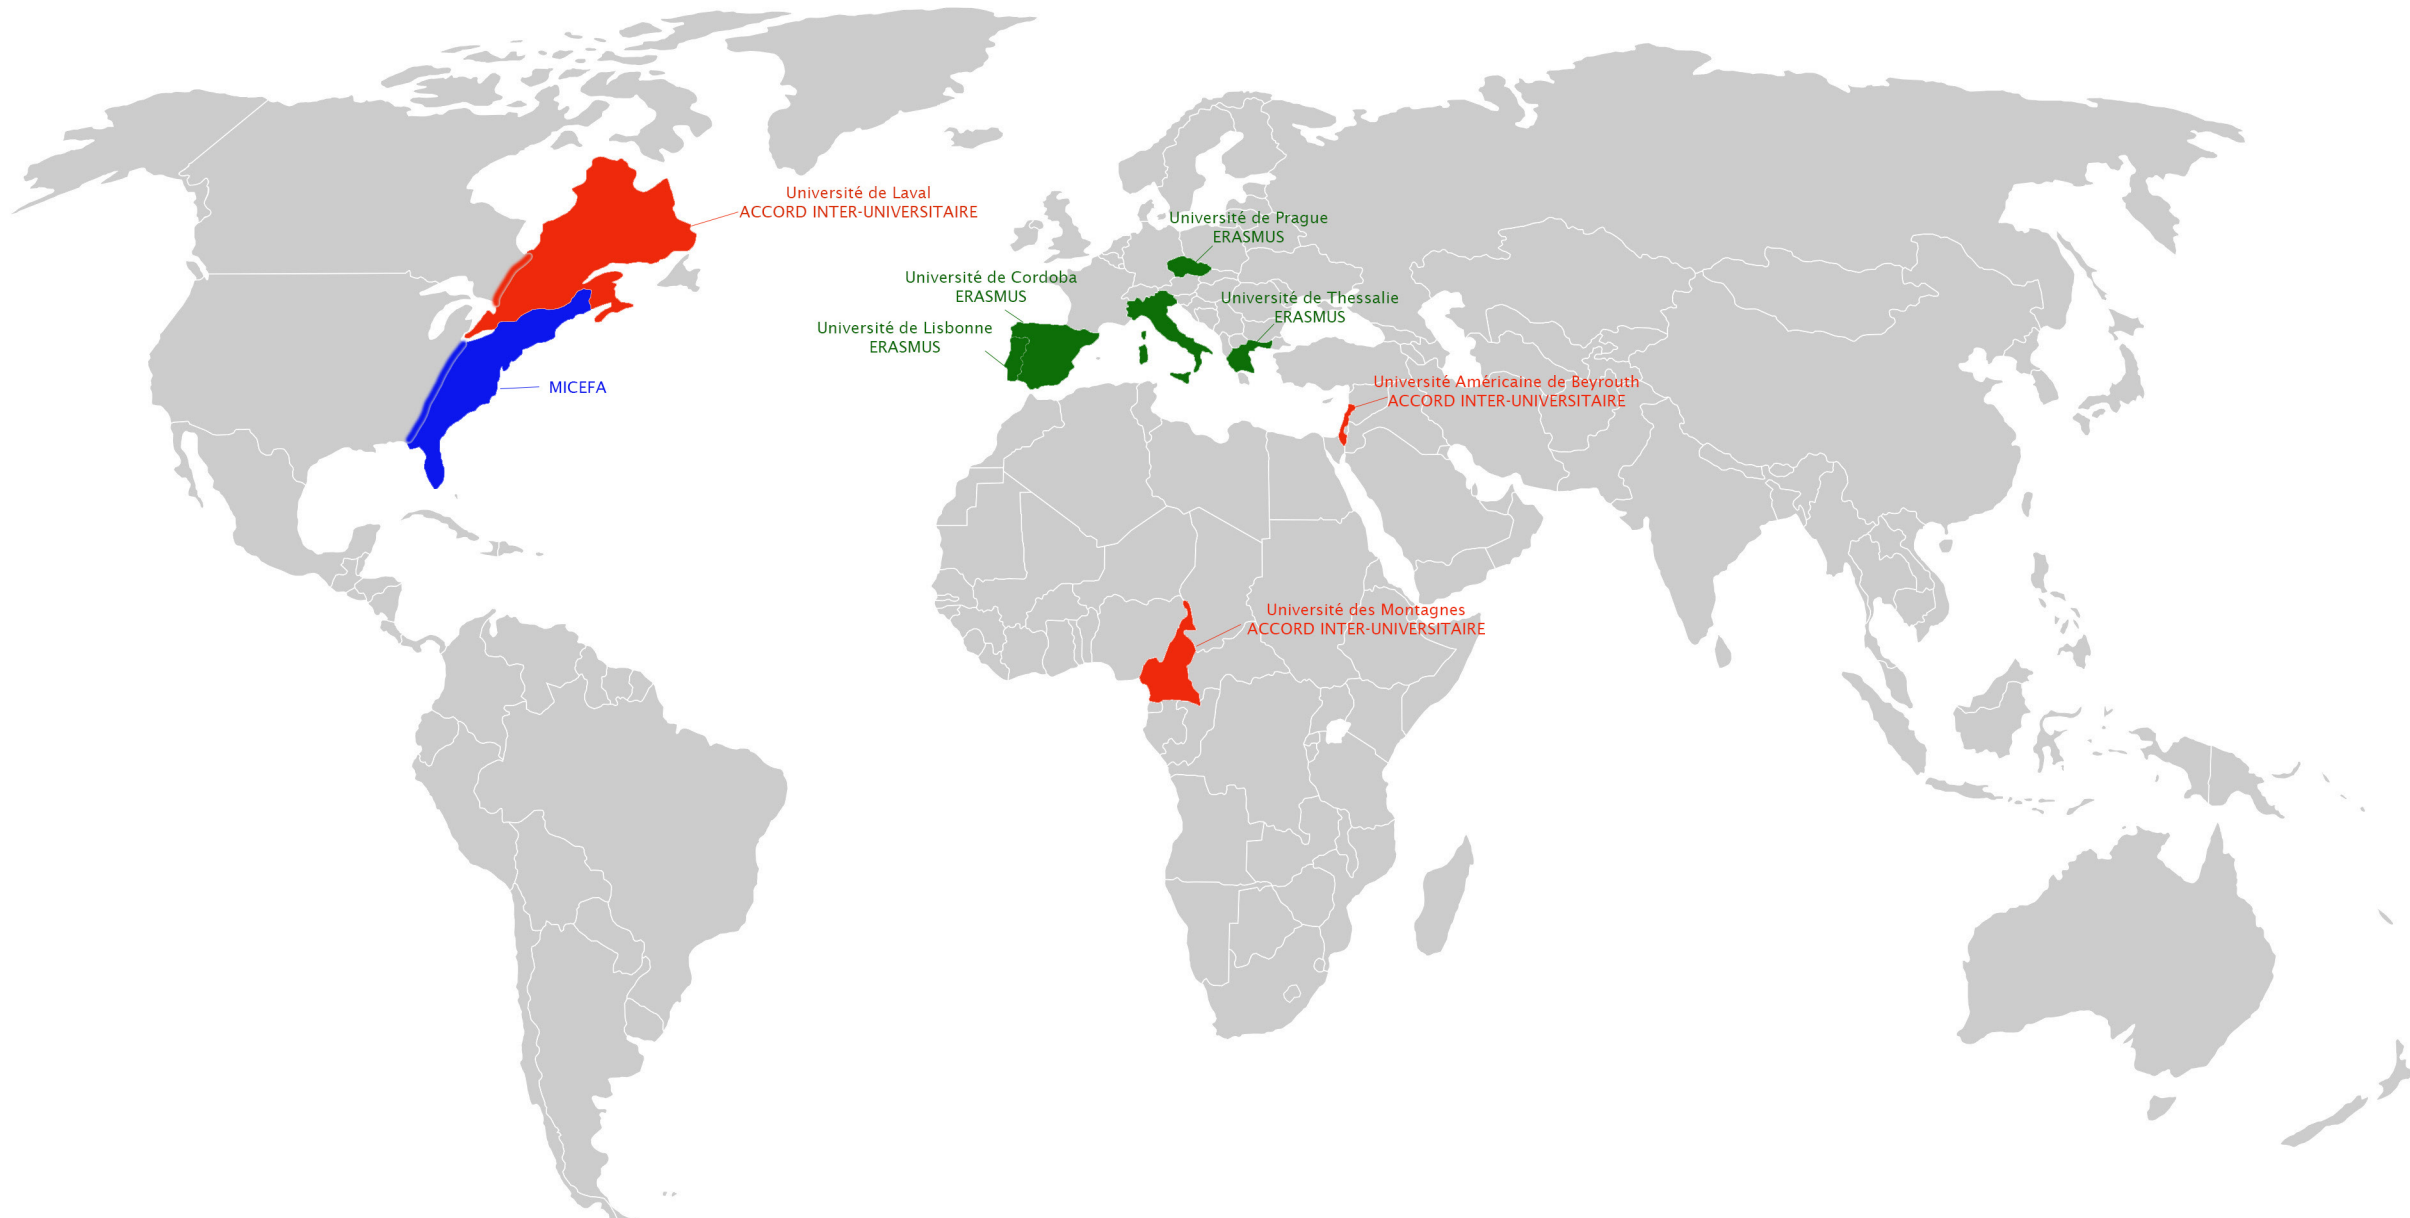 Université de Laval
ACCORD INTER-UNIVERSITAIRE
Université de Prague
ERASMUS
Université de Cordoba
ERASMUS
Université de Thessalie
ERASMUS
Université de Lisbonne
ERASMUS
MICEFA
Université Américaine de Beyrouth
ACCORD INTER-UNIVERSITAIRE
Université des Montagnes
ACCORD INTER-UNIVERSITAIRE